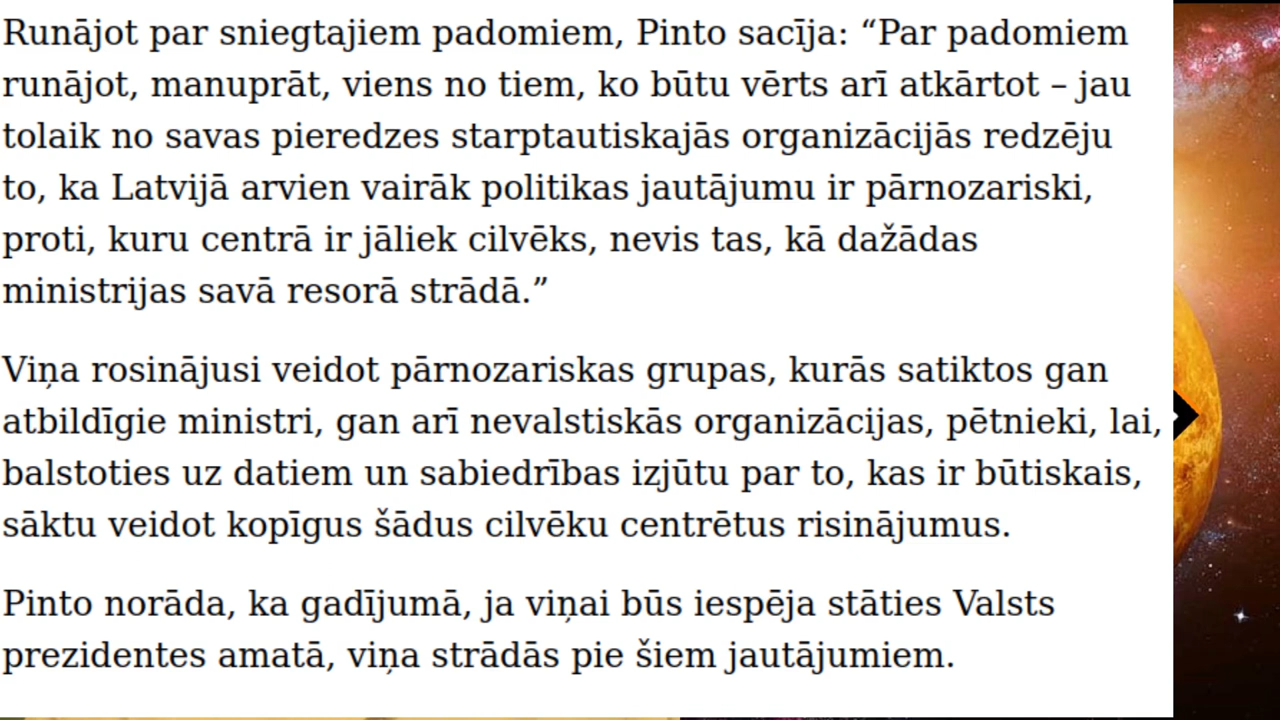 Runājot par sniegtajiem padomiem, Pinto sacīja: “Par padomiem
runājot, manuprāt, viens no tiem, ko būtu vērts arī atkārtot – jau
tolaik no savas pieredzes starptautiskajās organizācijās redzēju
to, ka Latvijā arvien vairāk politikas jautājumu ir pārnozariski,
proti, kuru centrā ir jāliek cilvēks, nevis tas, kā dažādas
ministrijas savā resorā strādā.”
Viņa rosinājusi veidot pārnozariskas grupas, kurās satiktos gan
atbildīgie ministri, gan arī nevalstiskās organizācijas, pētnieki, lai,
balstoties uz datiem un sabiedrības izjūtu par to, kas ir būtiskais,
sāktu veidot kopīgus šādus cilvēku centrētus risinājumus.
Pinto norāda, ka gadījumā, ja viņai būs iespēja stāties Valsts
prezidentes amatā, viņa strādās pie šiem jautājumiem.